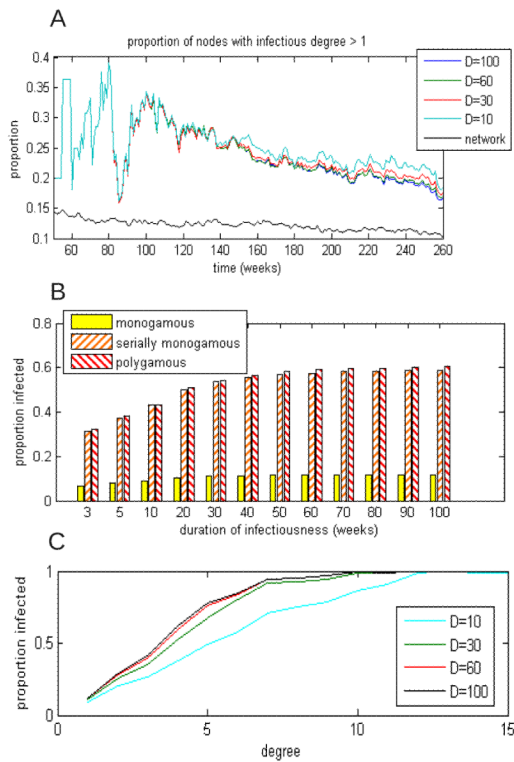 A
proportion of nodes with infectious degree > 1
0.4
0.35
0.3
0.25
0.2
0.15
0.1
proportion
60 80 100 120 140 160 180 200 220 240 260
time (weeks)
D=100
D=60
D=30
D=10
network
B
0.8
0.6
0.4
0.2
0
proportion infected
monogamous
serially monogamous
polygamous
3 5 10 20 30 40 50 60 70 80 90 100
duration of infectiousness (weeks)
C
1
0.5
0
proportion infected
0 5 10 15
degree
D=10
D=30
D=60
D=100